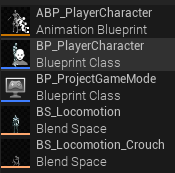 ABP_PlayerCharacter
Animation Blueprint
BP_PlayerCharacter
Blueprint Class
BP_ProjectGameMode
Blueprint Class
BS_Locomotion
Blend Space
BS_Locomotion_Crouch
Blend Space